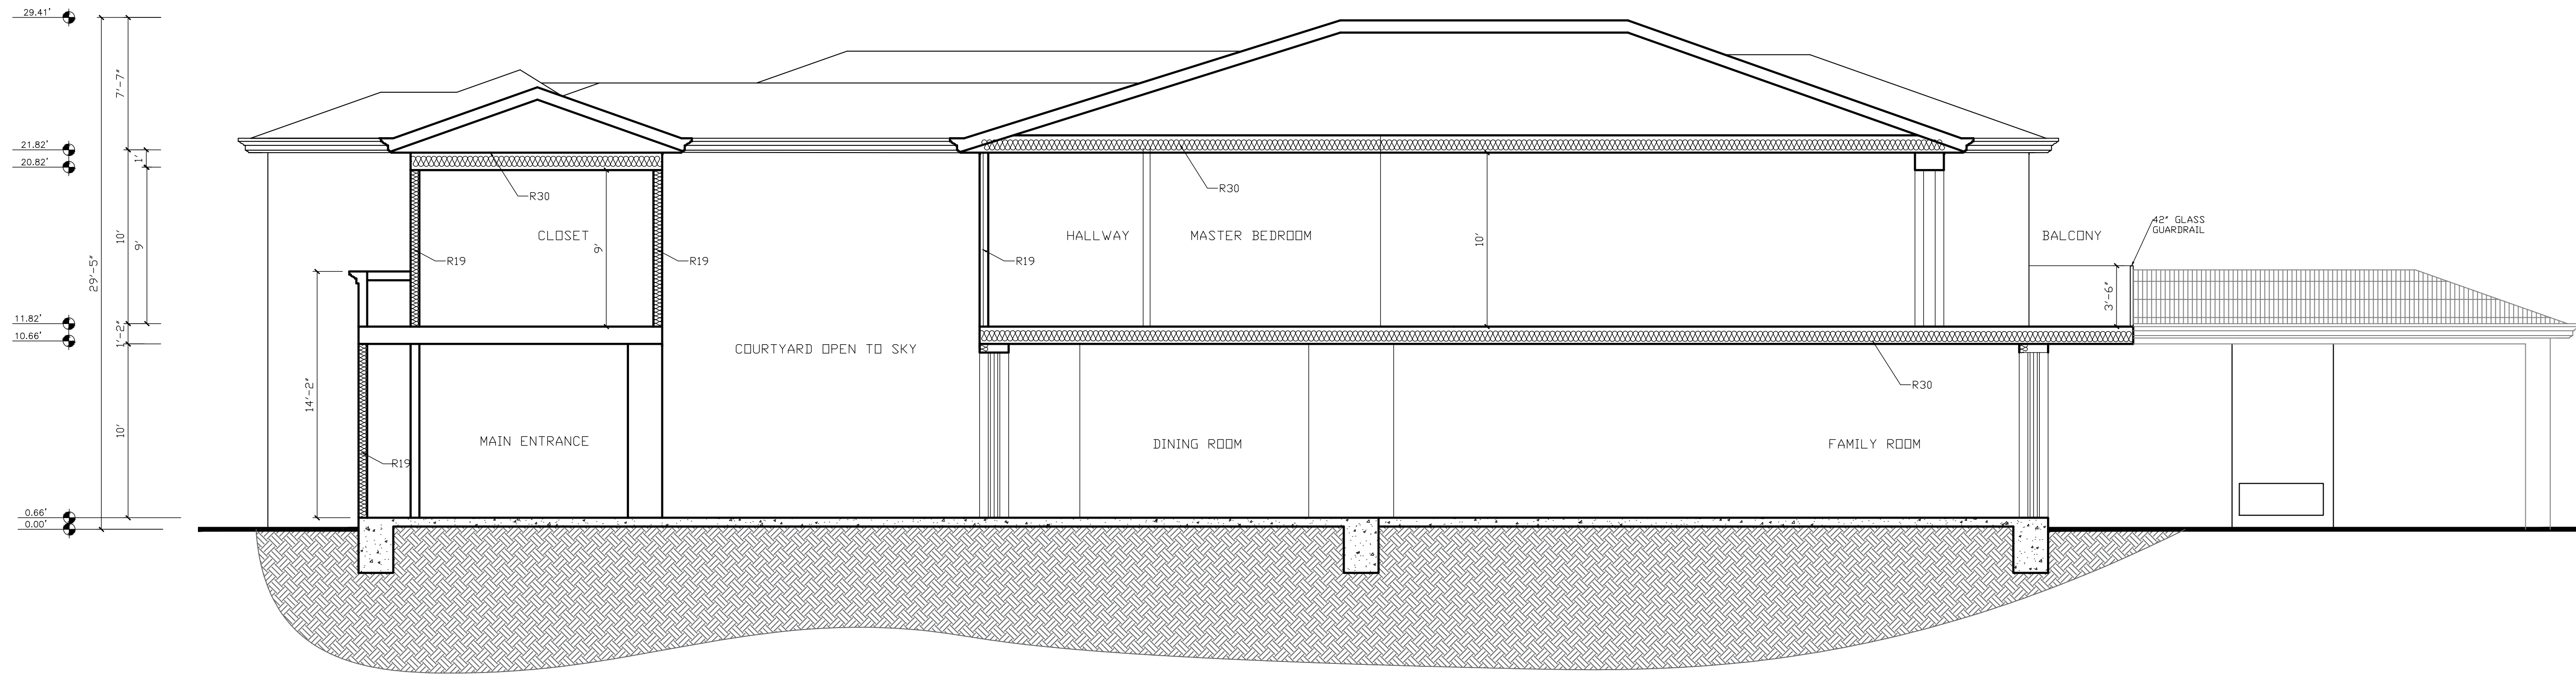 29.41'
21.82'
20.82'
11.82'
10.66'
0.66'
0.00'
29'-5"
7'-7"
1'
10'
9'
1'-2"
10'
14'-2"
R30
CLOSET
9'
R19
R19
MAIN ENTRANCE
R19
COURTYARD OPEN TO SKY
R30
HALLWAY
MASTER BEDROOM
R19
10'
BALCONY
42" GLASS
GUARDRAIL
3'-6"
R30
DINING ROOM
FAMILY ROOM